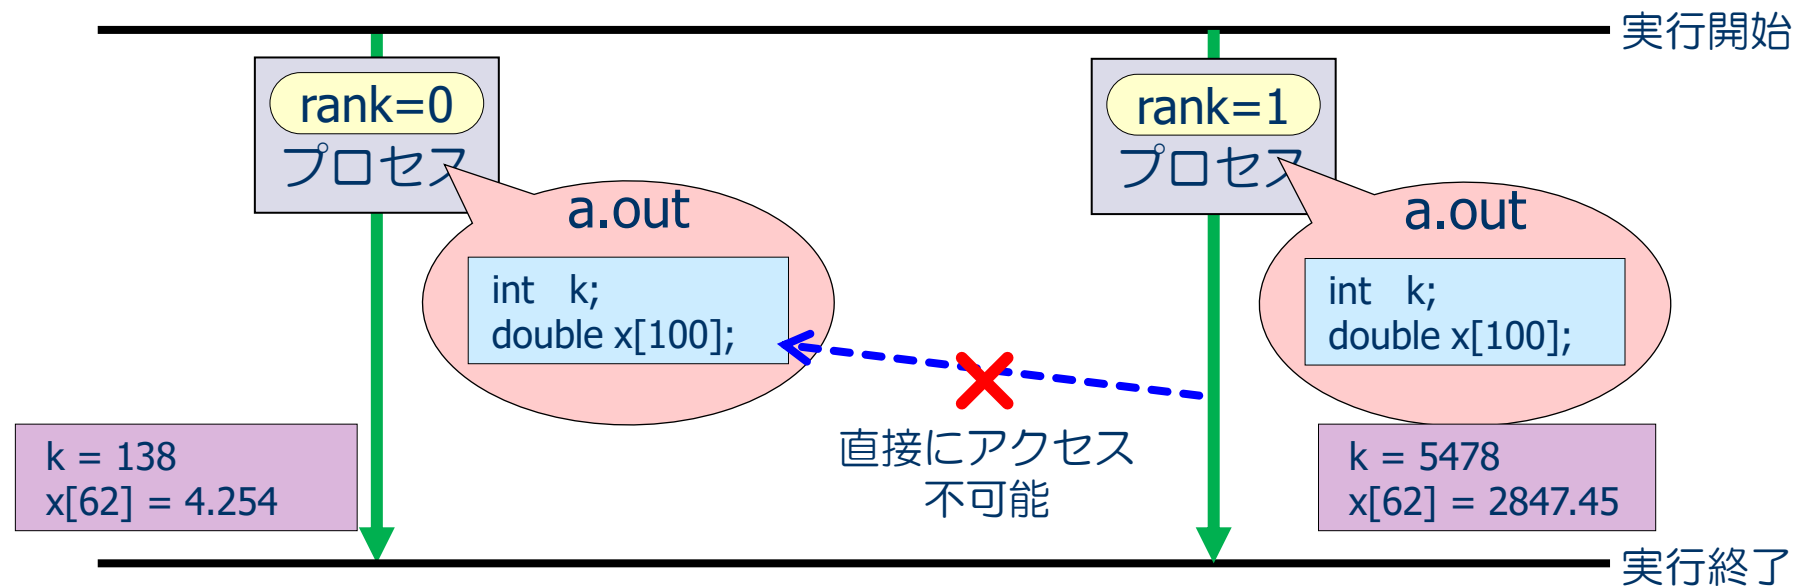 実行開始
rank=0
プロセス
a.out
int k;
double x[100];
k = 138
x[62] = 4.254
直接にアクセス
不可能
rank=1
プロセス
a.out
int k;
double x[100];
k = 5478
x[62] = 2847.45
実行終了